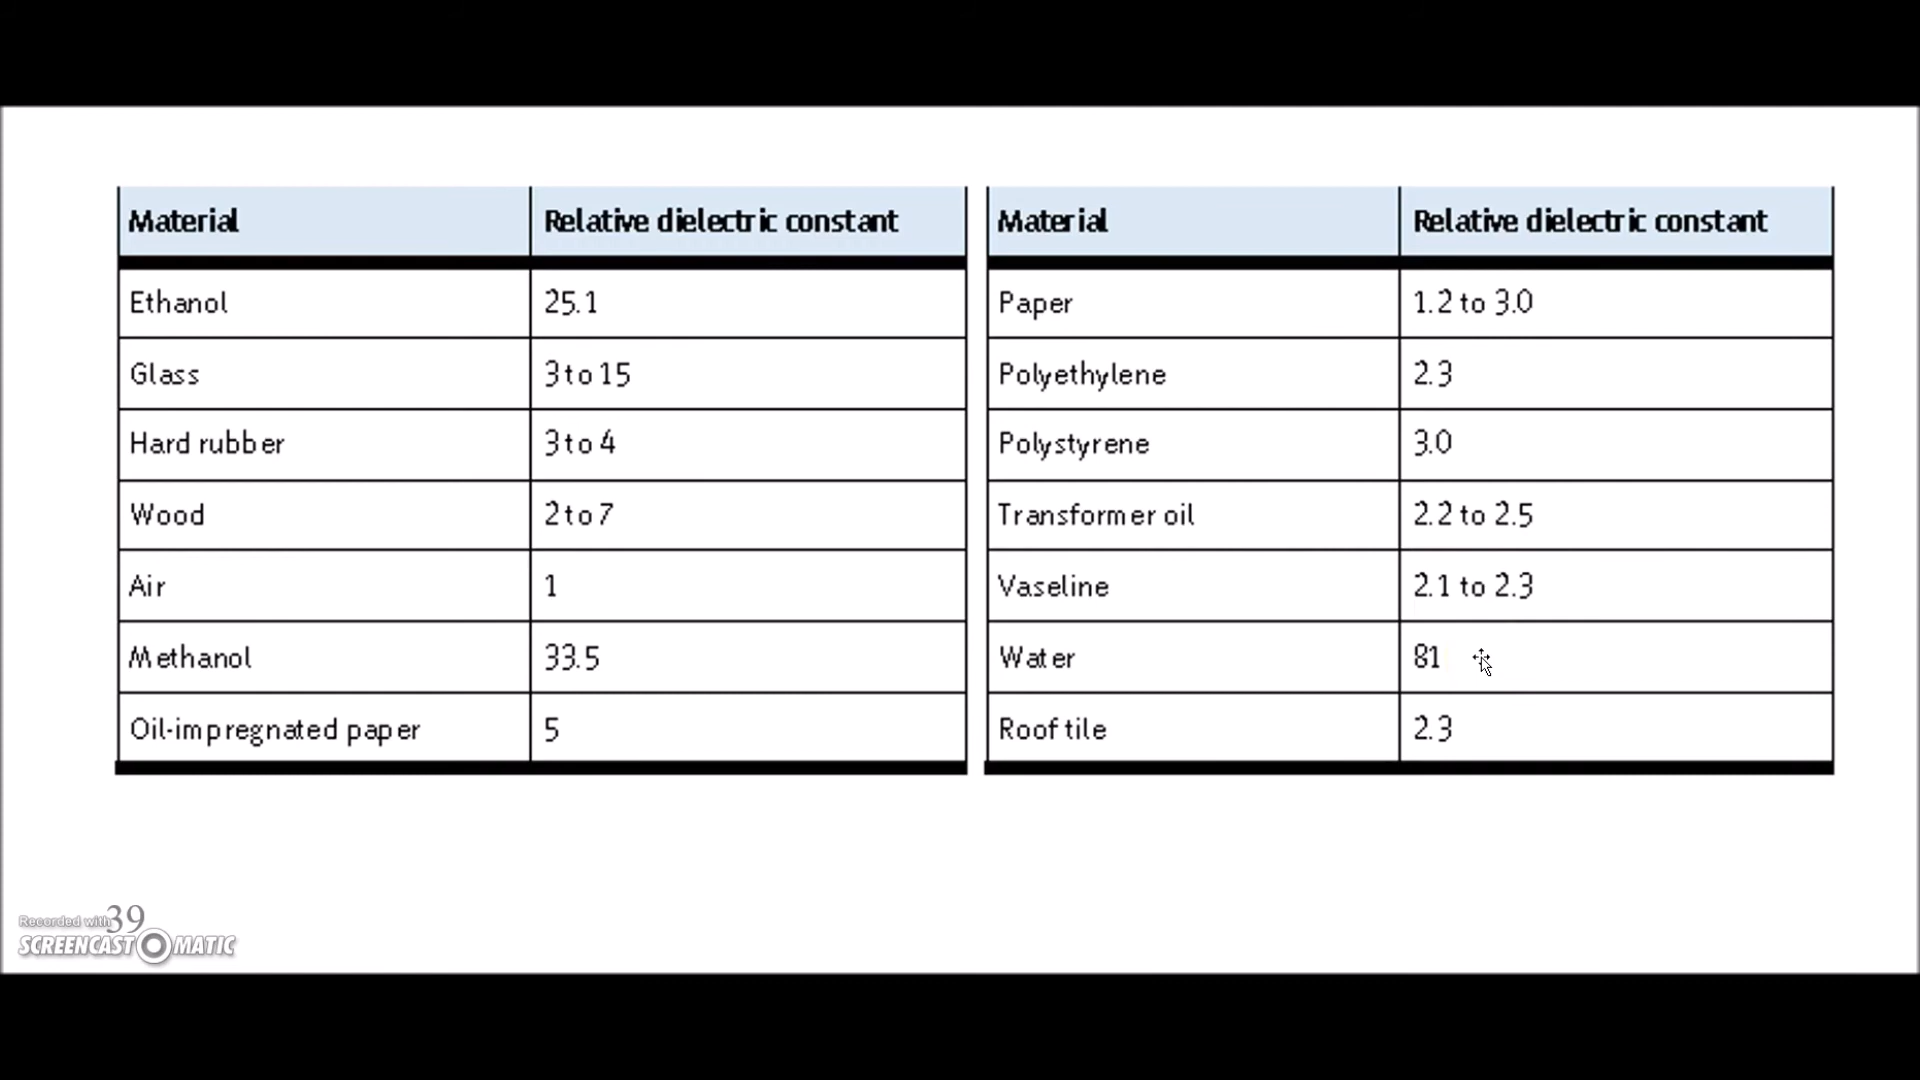 Material Relative dielectric constant
Ethanol 25.1
Glass 3 to 15
Hard rubber 3 to 4
Wood 2 to 7
Air 1
Methanol 33.5
Oil-impregnated paper 5
Material Relative dielectric constant
Paper 1.2 to 3.0
Polyethylene 2.3
Polystyrene 3.0
Transformer oil 2.2 to 2.5
Vaseline 2.1 to 2.3
Water 81
Roof tile 2.3
39
Recorded with
SCREENCAST MATIC